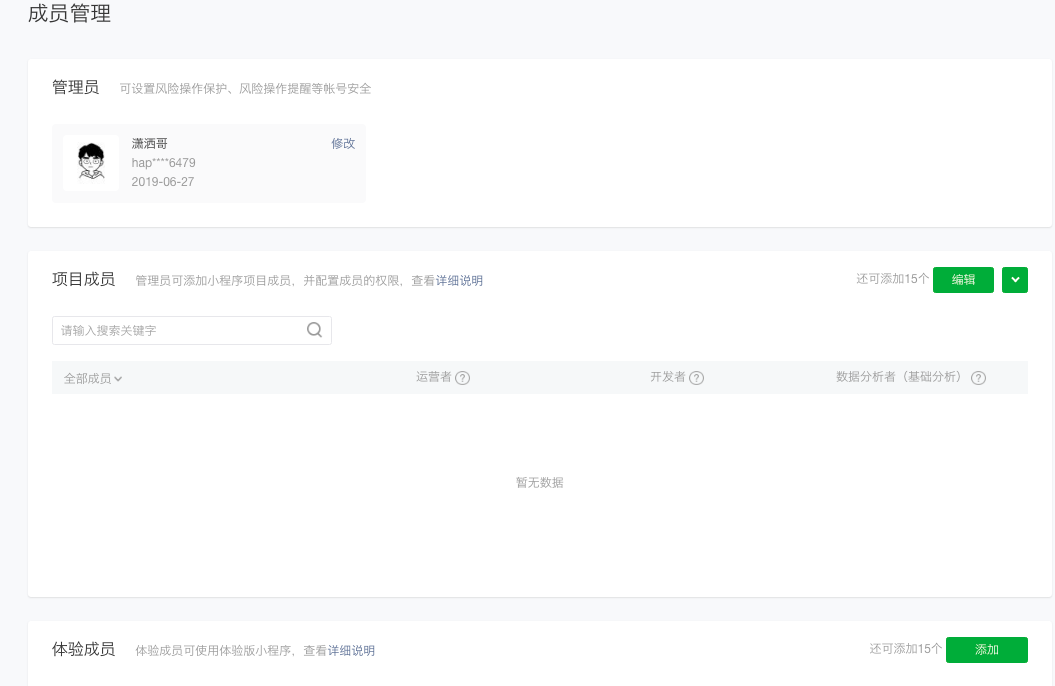 成员管理
管理员 可设置风险操作保护、风险操作提醒等帐号安全
潇洒哥 修改
hap****6479
2019-06-27
项目成员 管理员可添加小程序项目成员，并配置成员的权限，查看详细说明 还可添加15个 编辑
请输入搜索关键字
全部成员 运营者 ? 开发者 ? 数据分析者（基础分析） ?
暂无数据
体验成员 体验成员可使用体验版小程序，查看详细说明 还可添加15个 添加